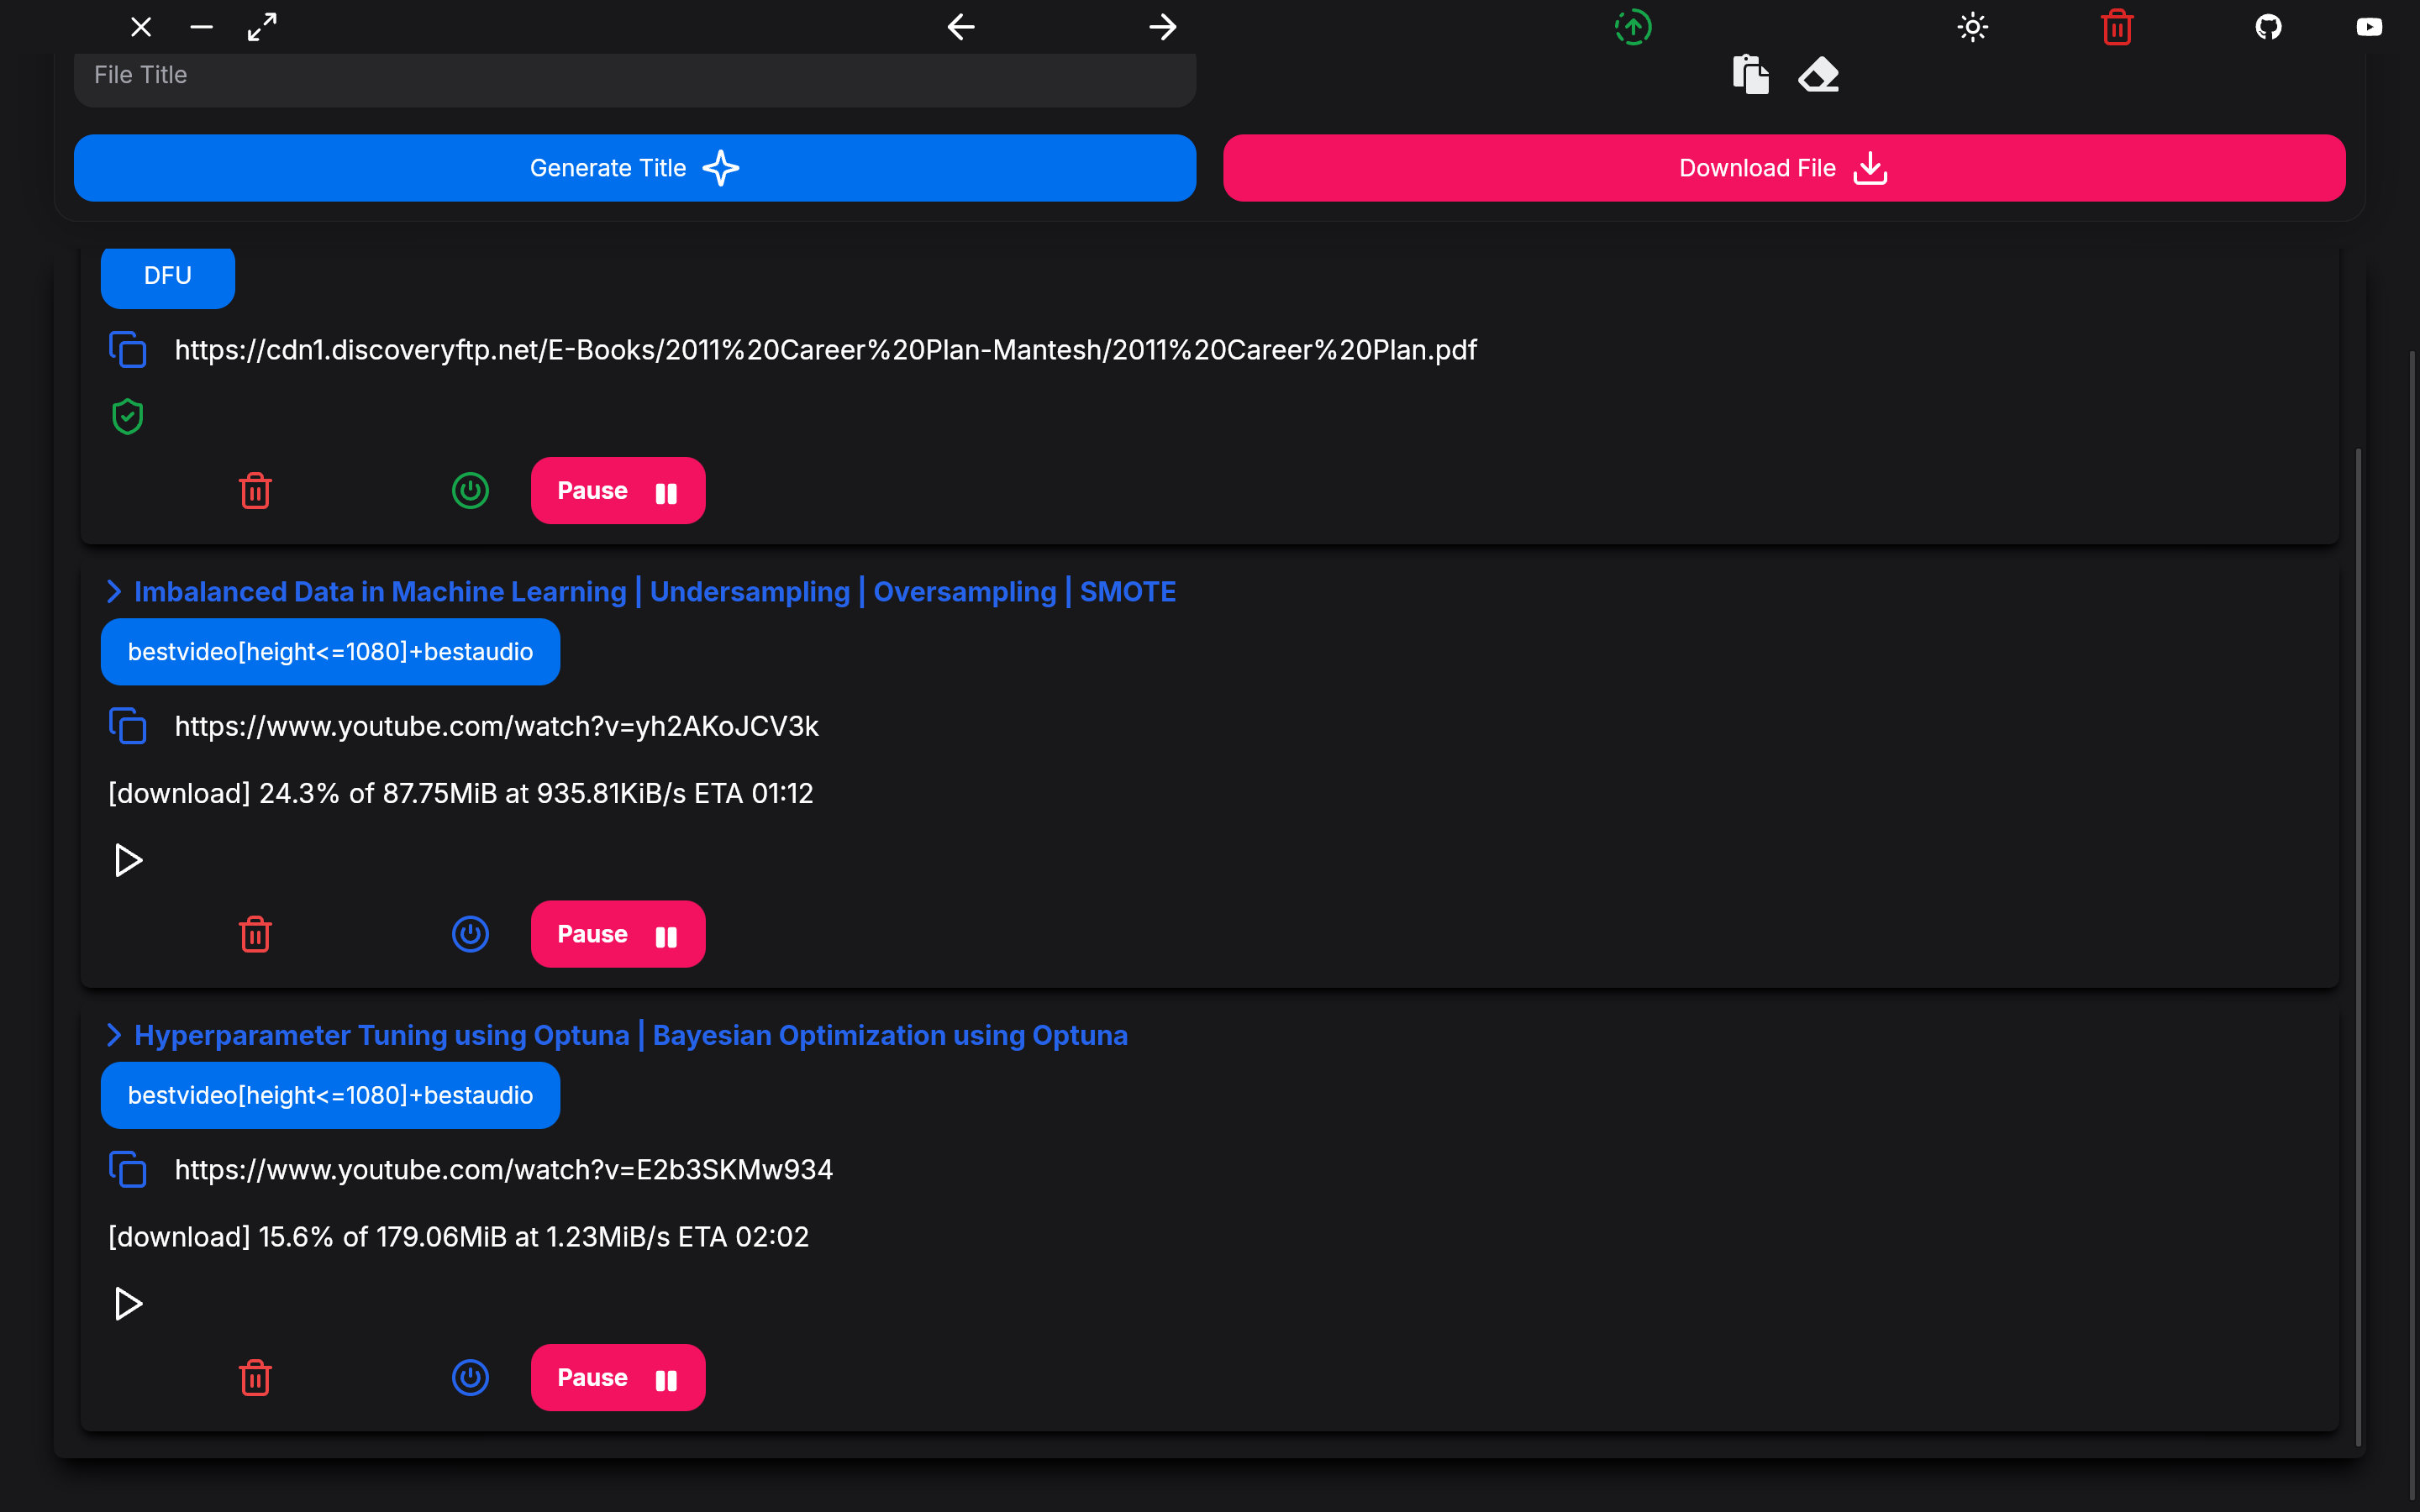 File Title
Generate Title
Download File
DFU
https://cdn1.discoveryftp.net/E-Books/2011%20Career%20Plan-Mantesh/2011%20Career%20Plan.pdf
Pause
Imbalanced Data in Machine Learning | Undersampling | Oversampling | SMOTE
bestvideo[height<=1080]+bestaudio
https://www.youtube.com/watch?v=yh2AKoJCV3k
[download] 24.3% of 87.75MiB at 935.81KiB/s ETA 01:12
Pause
Hyperparameter Tuning using Optuna | Bayesian Optimization using Optuna
bestvideo[height<=1080]+bestaudio
https://www.youtube.com/watch?v=E2b3SKMw934
[download] 15.6% of 179.06MiB at 1.23MiB/s ETA 02:02
Pause